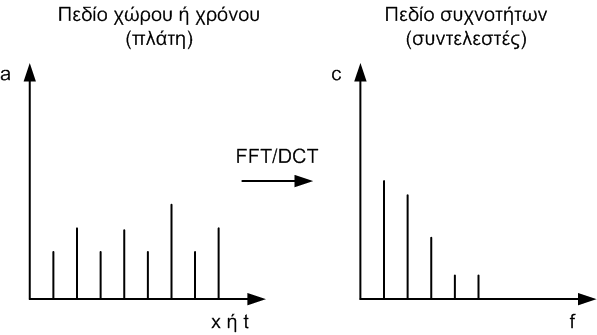 Πεδίο χώρου ή χρόνου
(πλάτη)
Πεδίο συχνοτήτων
(συντελεστές)
a
c
FFT/DCT
x ή t
f